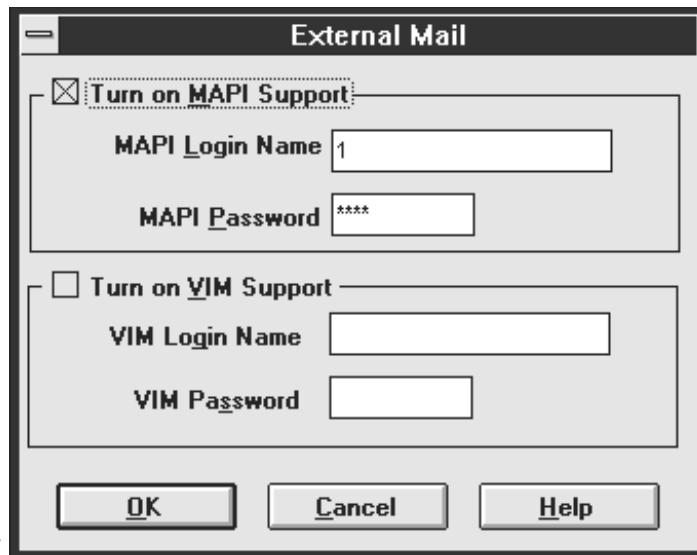 External Mail
Turn on MAPI Support
MAPI Login Name 1
MAPI Password ****
Turn on VIM Support
VIM Login Name
VIM Password
OK Cancel Help